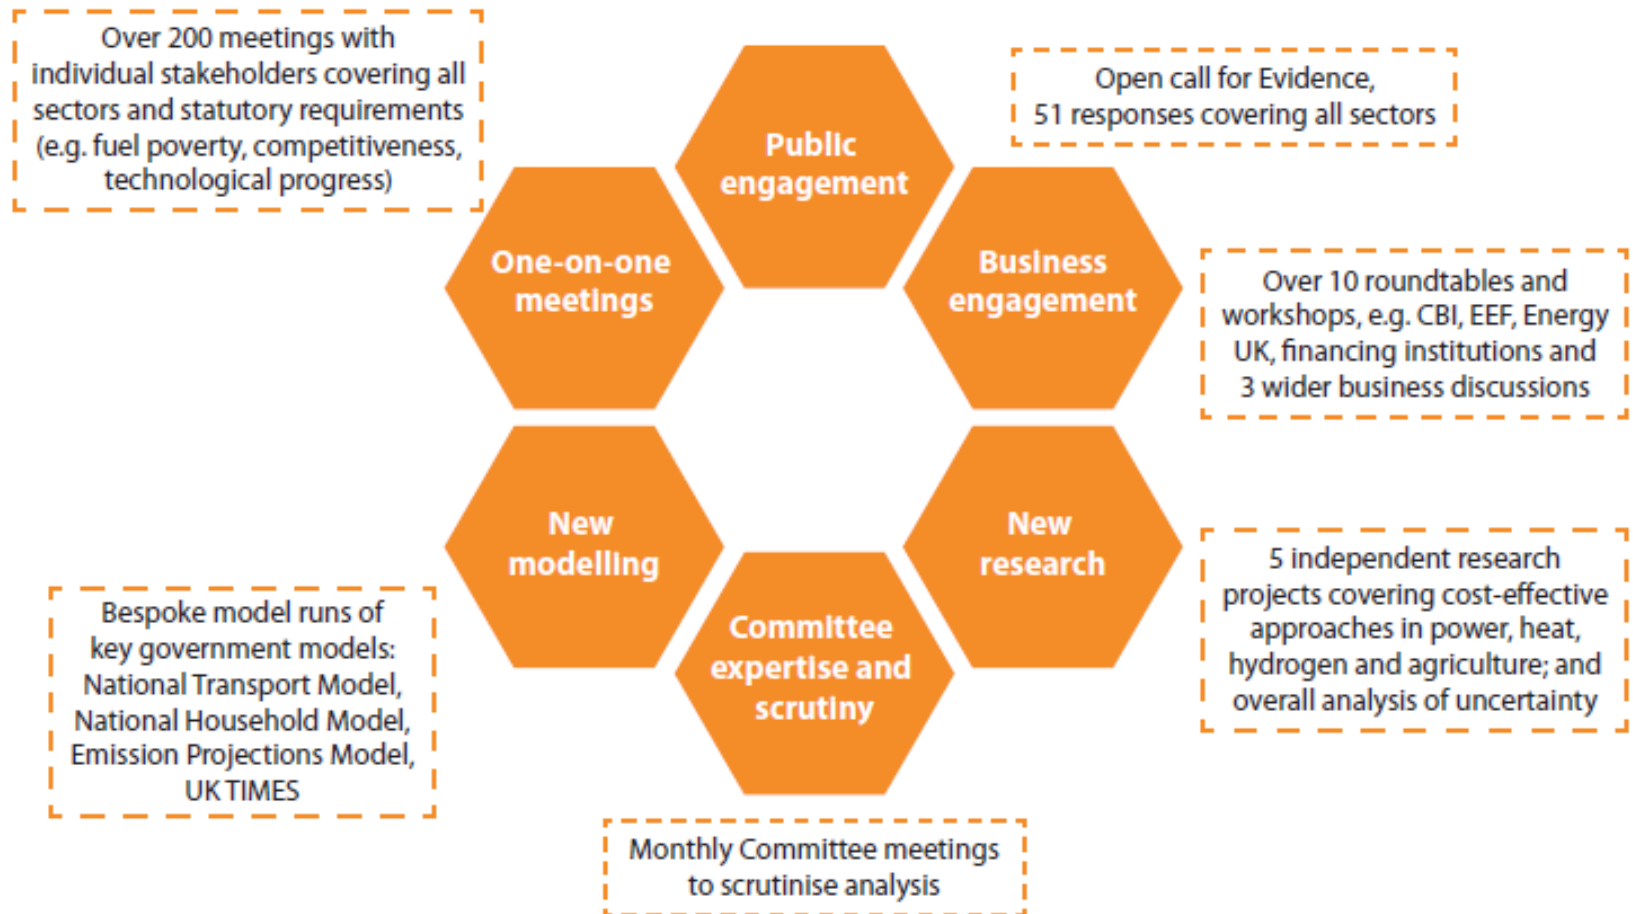 Over 200 meetings with
individual stakeholders covering all
sectors and statutory requirements
(e.g. fuel poverty, competitiveness,
technological progress)
Public
engagement
Open call for Evidence,
51 responses covering all sectors
One-on-one
meetings
Business
engagement
Over 10 roundtables and
workshops, e.g. CBI, EEF, Energy
UK, financing institutions and
3 wider business discussions
New
modelling
New
research
5 independent research
projects covering cost-effective
approaches in power, heat,
hydrogen and agriculture; and
overall analysis of uncertainty
Bespoke model runs of
key government models:
National Transport Model,
National Household Model,
Emission Projections Model,
UK TIMES
Committee
expertise and
scrutiny
Monthly Committee meetings
to scrutinise analysis